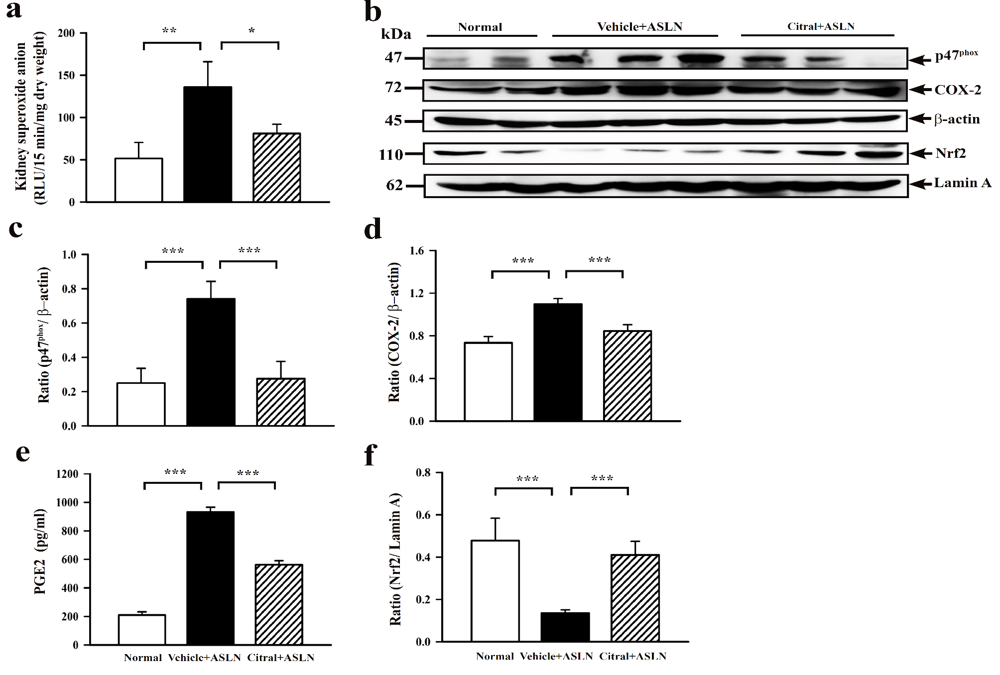 a
Kidney superoxide anion
(RLU/15 min/mg dry weight)
200
150
100
50
0
**
*
b
kDa
Normal
Vehicle+ASLN
Citral+ASLN
47
p47phox
72
COX-2
45
β-actin
110
Nrf2
62
Lamin A
c
Ratio (p47phox/ β–actin)
1.0
0.8
0.6
0.4
0.2
0.0
***
***
d
Ratio (COX-2/ β–actin)
1.6
1.2
0.8
0.4
0.0
***
***
e
PGE2 (pg/ml)
1200
1000
800
600
400
200
0
***
***
Normal Vehicle+ASLN Citral+ASLN
f
Ratio (Nrf2/ Lamin A)
0.8
0.6
0.4
0.2
0.0
***
***
Normal Vehicle+ASLN Citral+ASLN